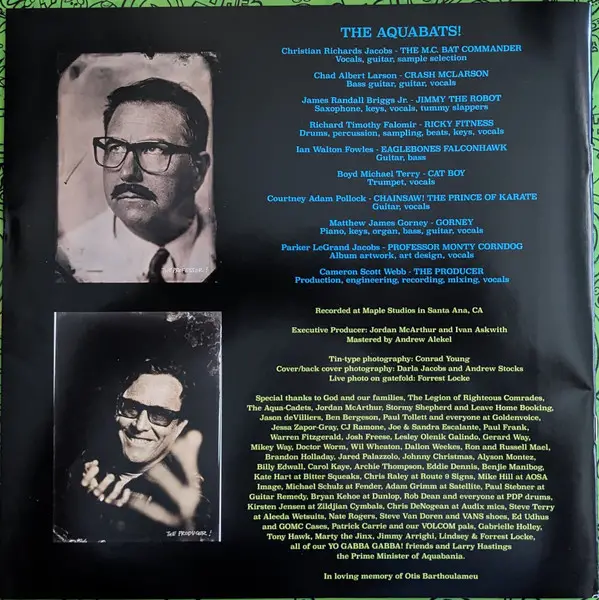 THE AQUABATS!
Christian Richards Jacobs - THE M.C. BAT COMMANDER
Vocals, guitar, sample selection
Chad Albert Larson - CRASH MCLARSON
Bass guitar, guitar, vocals
James Randall Briggs Jr. - JIMMY THE ROBOT
Saxophone, keys, vocals, tummy slappers
Richard Timothy Falomir - RICKY FITNESS
Drums, percussion, sampling, beats, keys, vocals
Ian Walton Fowles - EAGLEBONES FALCONHAWK
Guitar, bass
Boyd Michael Terry - CAT BOY
Trumpet, vocals
Courtney Adam Pollock - CHAINSAW! THE PRINCE OF KARATE
Guitar, vocals
Matthew James Gorney - GORNEY
Piano, keys, organ, bass, guitar, vocals
Parker LeGrand Jacobs - PROFESSOR MONTY CORNDOG
Album artwork, art design, vocals
Cameron Scott Webb - THE PRODUCER
Production, engineering, recording, mixing, vocals
THE PROFESSOR!
Recorded at Maple Studios in Santa Ana, CA
Executive Producer: Jordan McArthur and Ivan Askwith
Mastered by Andrew Alekel
Tin-type photography: Conrad Young
Cover/back cover photography: Darla Jacobs and Andrew Stocks
Live photo on gatefold: Forrest Locke
Special thanks to God and our families, The Legion of Righteous Comrades,
The Aqua-Cadets, Jordan McArthur, Stormy Shepherd and Leave Home Booking,
Jason deVilliers, Ben Bergeson, Paul Tollett and everyone at Goldenvoice,
Jessa Zapor-Gray, CJ Ramone, Joe & Sandra Escalante, Paul Frank,
Warren Fitzgerald, Josh Freese, Lesley Olenik Galindo, Gerard Way,
Mikey Way, Doctor Worm, Wil Wheaton, Dallon Weekes, Ron and Russell Mael,
Brandon Holladay, Jared Palazzolo, Johnny Christmas, Alyson Montez,
Billy Edwall, Carol Kaye, Archie Thompson, Eddie Dennis, Benjie Manibog,
Kate Hart at Bitter Squeaks, Chris Raley at Route 9 Signs, Mike Hill at AOSA
Image, Michael Schulz at Fender, Adam Grimm at Satellite, Paul Stebner at
Guitar Remedy, Bryan Kehoe at Dunlop, Rob Dean and everyone at PDP drums,
Kirsten Jensen at Zildjian Cymbals, Chris DeNogean at Audix mics, Steve Terry
at Aleeda Wetsuits, Nate Rogers, Steve Van Doren and VANS shoes, Ed Udhus
and GOMC Cases, Patrick Carrie and our VOLCOM pals, Gabrielle Holley,
Tony Hawk, Marty the Jinx, Jimmy Arrighi, Lindsey & Forrest Locke,
all of our YO GABBA GABBA! friends and Larry Hastings
the Prime Minister of Aquabania.
THE PRODUCER!
In loving memory of Otis Barthoulameu